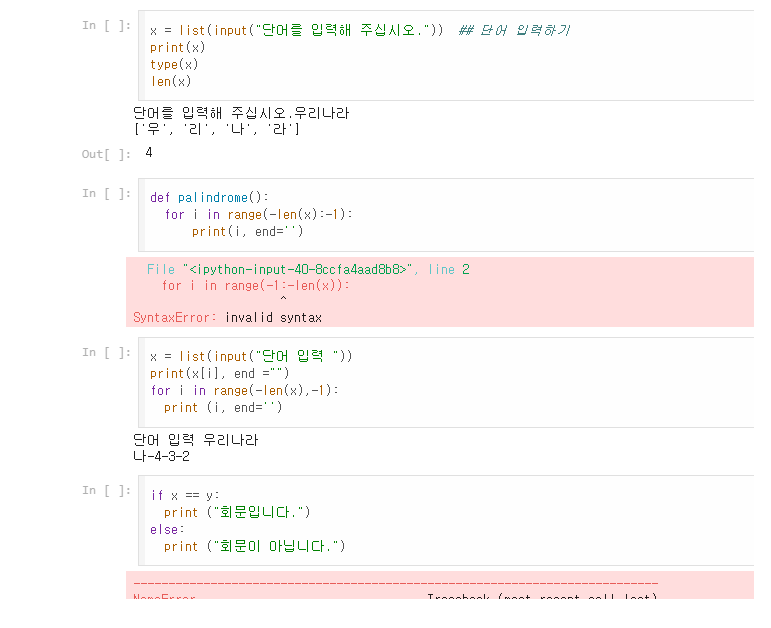 In [ ]:
x = list(input("단어를 입력해 주십시오."))  ## 단어 입력하기
print(x)
type(x)
len(x)
단어를 입력해 주십시오.우리나라
['우', '리', '나', '라']
Out[ ]: 4
In [ ]:
def palindrome():
  for i in range(-len(x):-1):
      print(i, end='')
File "<ipython-input-40-8ccfa4aad8b8>", line 2
    for i in range(-1:-len(x)):
^
SyntaxError: invalid syntax
In [ ]:
x = list(input("단어 입력 "))
print(x[i], end ="")
for i in range(-len(x),-1):
  print (i, end='')
단어 입력 우리나라
나-4-3-2
In [ ]:
if x == y:
  print ("회문입니다.")
else:
  print ("회문이 아닙니다.")
---------------------------------------------------------------------------
NameError Traceback (most recent call last)